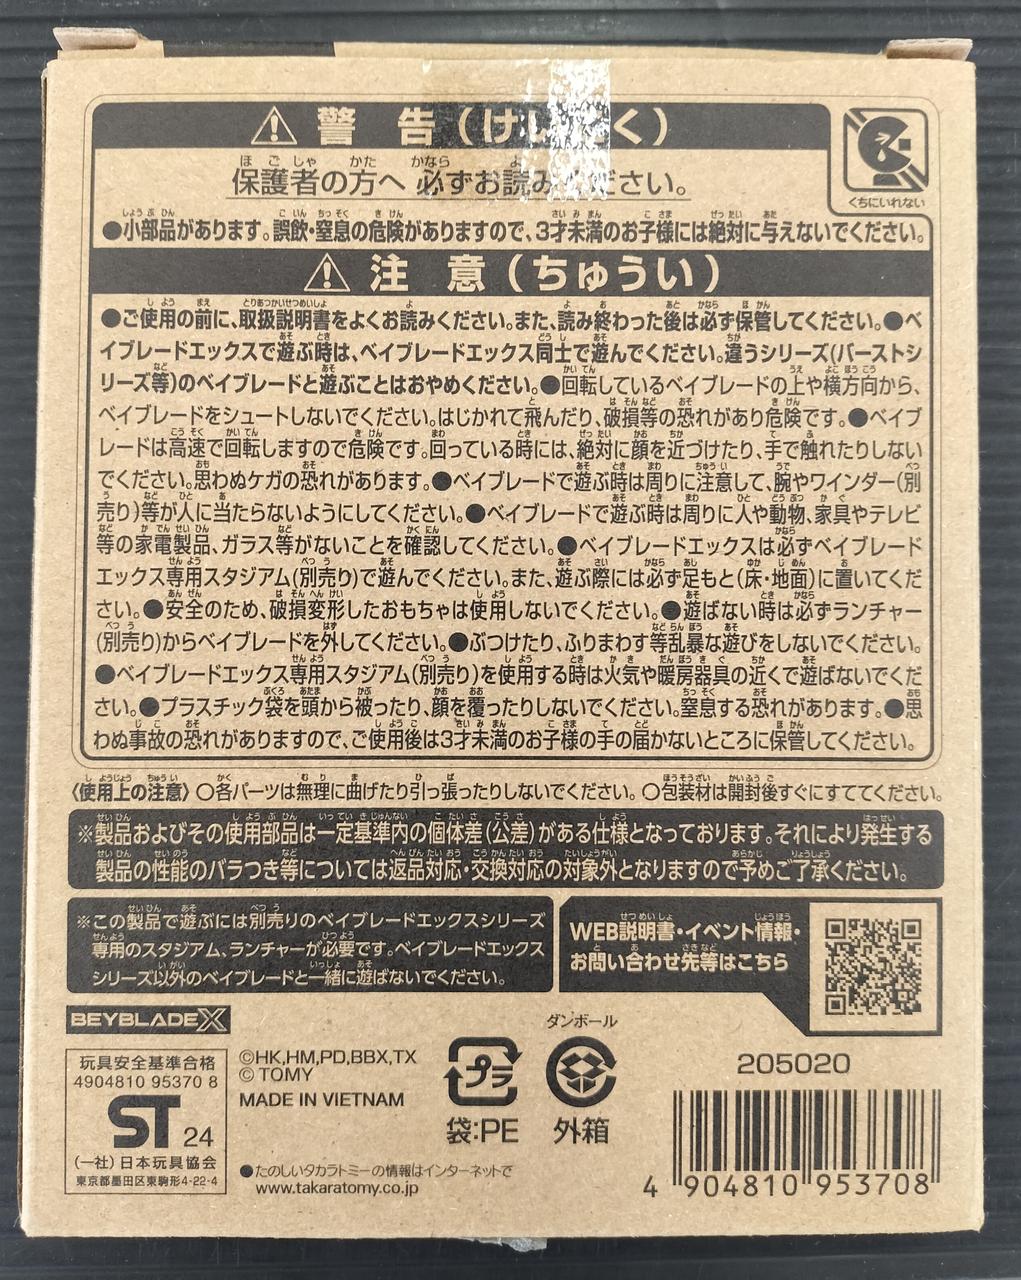 ⚠ 警 告 (けいこく)
くちにいれない
保護者の方へ 必ずお読みください。
●小部品があります。誤飲・窒息の危険がありますので、3才未満のお子様には絶対に与えないでください。
⚠ 注 意 (ちゅうい)
●ご使用の前に、取扱説明書をよくお読みください。また、読み終わった後は必ず保管してください。●ベ
イブレードエックスで遊ぶ時は、ベイブレードエックス同士で遊んでください。違うシリーズ(バーストシ
リーズ等)のベイブレードと遊ぶことはおやめください。●回転しているベイブレードの上や横方向から、
ベイブレードをシュートしないでください。はじかれて飛んだり、破損等の恐れがあり危険です。●ベイブ
レードは高速で回転しますので危険です。回っている時には、絶対に顔を近づけたり、手で触れたりしない
でください。思わぬケガの恐れがあります。●ベイブレードで遊ぶ時は周りに注意して、腕やワインダー(別
売り)等が人に当たらないようにしてください。●ベイブレードで遊ぶ時は周りに人や動物、家具やテレビ
等の家電製品、ガラス等がないことを確認してください。●ベイブレードエックスは必ずベイブレード
エックス専用スタジアム(別売り)で遊んでください。また、遊ぶ際には必ず足もと(床・地面)に置いてくだ
さい。●安全のため、破損変形したおもちゃは使用しないでください。●遊ばない時は必ずランチャー
(別売り)からベイブレードを外してください。●ぶつけたり、ふりまわす等乱暴な遊びをしないでください。
●ベイブレードエックス専用スタジアム(別売り)を使用する時は火気や暖房器具の近くで遊ばないでくだ
さい。●プラスチック袋を頭から被ったり、顔を覆ったりしないでください。窒息する恐れがあります。●思
わぬ事故の恐れがありますので、ご使用後は3才未満のお子様の手の届かないところに保管してください。
〈使用上の注意〉 ○各パーツは無理に曲げたり引っ張ったりしないでください。 ○包装材は開封後すぐにすててください。
※製品およびその使用部品は一定基準内の個体差(公差)がある仕様となっております。それにより発生する
製品の性能のバラつき等については返品対応・交換対応の対象外となりますので予めご了承ください。
※この製品で遊ぶには別売りのベイブレードエックスシリーズ
専用のスタジアム、ランチャーが必要です。ベイブレードエックス
シリーズ以外のベイブレードと一緒に遊ばないでください。
WEB説明書・イベント情報・
お問い合わせ先等はこちら
BEYBLADE X
玩具安全基準合格
4904810 95370 8
ST 24
(一社)日本玩具協会
東京都墨田区東駒形4-22-4
©HK,HM,PD,BBX,TX
© TOMY
MADE IN VIETNAM
●たのしいタカラトミーの情報はインターネットで
www.takaratomy.co.jp
プラ
袋:PE
ダンボール
外箱
205020
4 904810 953708